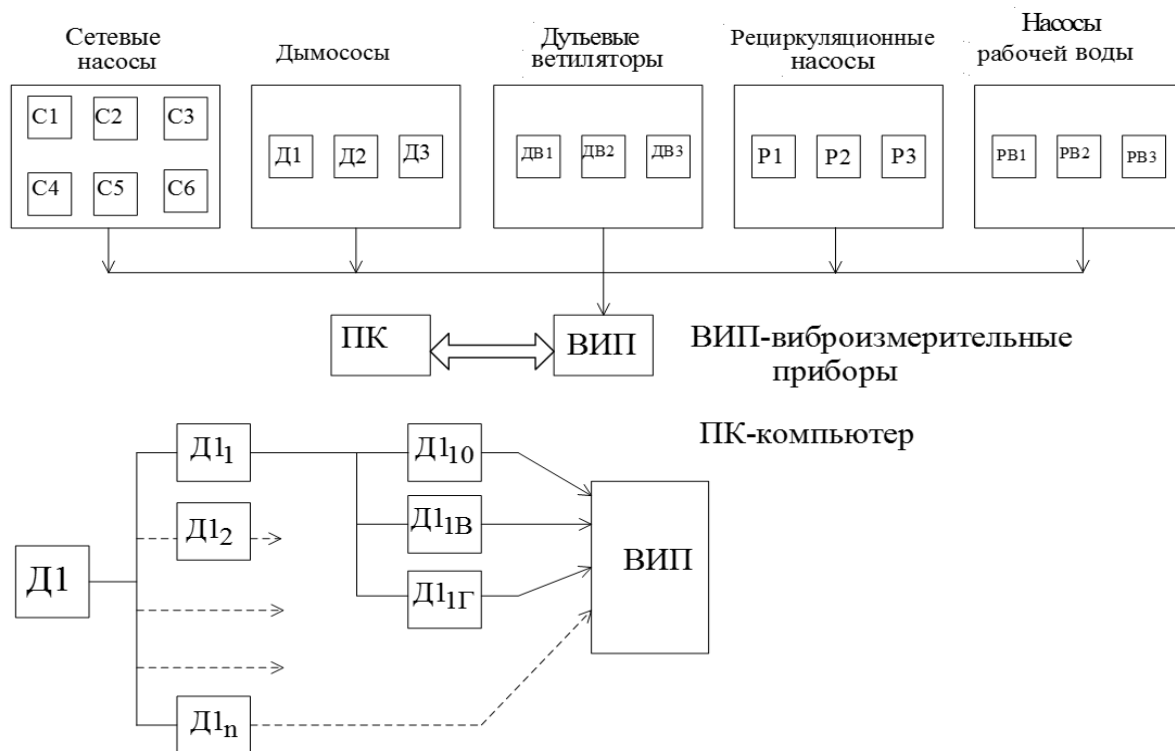 Сетевые
насосы
Дымососы
Дутьевые
ветиляторы
Рециркуляционные
насосы
Насосы
рабочей воды
С1 С2 С3
С4 С5 С6
Д1 Д2 Д3
ДВ1 ДВ2 ДВ3
Р1 Р2 Р3
РВ1 РВ2 РВ3
ПК
ВИП
ВИП-виброизмерительные
приборы
ПК-компьютер
Д1
Д1₁
Д1₂
Д1ₙ
Д1₁₀
Д1₁В
Д1₁Г
ВИП